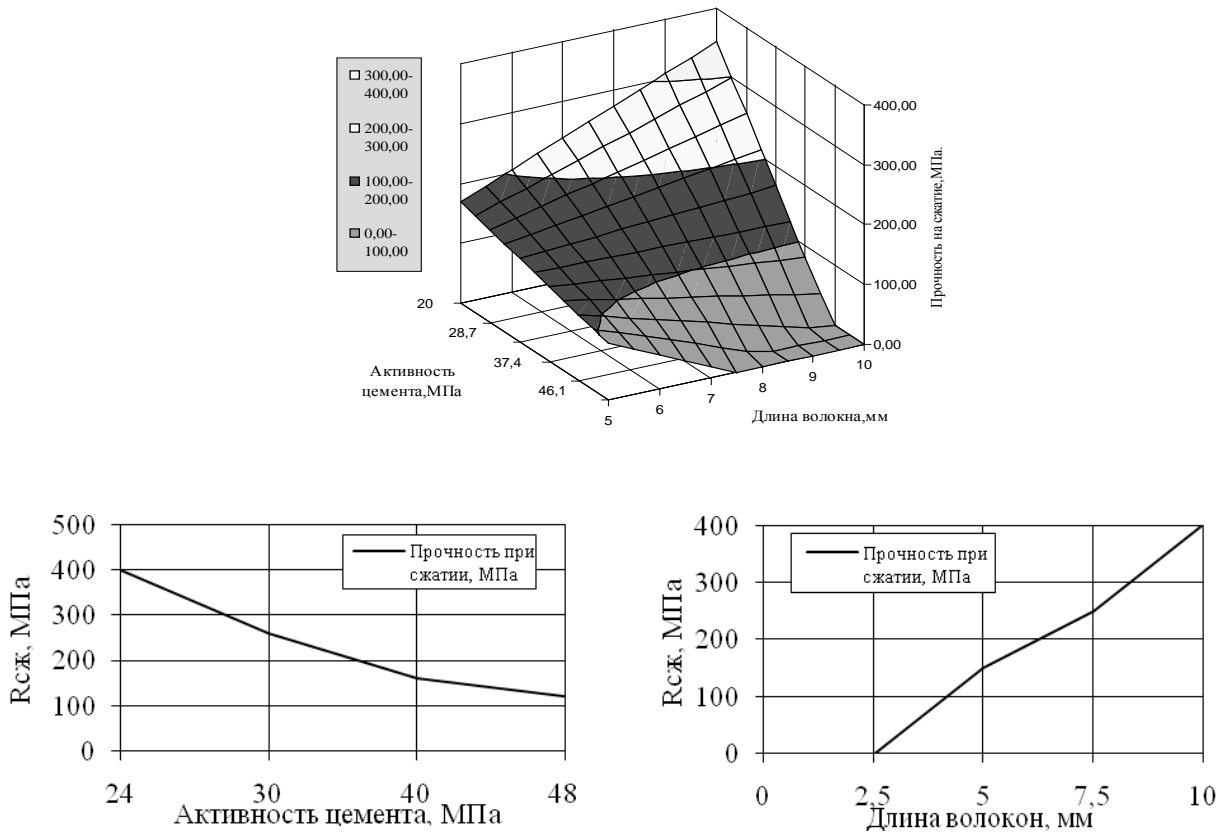 300,00-
400,00
200,00-
300,00
100,00-
200,00
0,00-
100,00
400,00
300,00
200,00
100,00
0,00
Прочность на сжатие,МПа.
20
28,7
37,4
46,1
Активность
цемента,МПа
5
6
7
8
9
10
Длина волокна,мм
500
400
300
200
100
0
Rсж, МПа
Прочность при
сжатии, МПа
24 30 40 48
Активность цемента, МПа
400
300
200
100
0
Rсж, МПа
Прочность при
сжатии, МПа
0 2,5 5 7,5 10
Длина волокон, мм